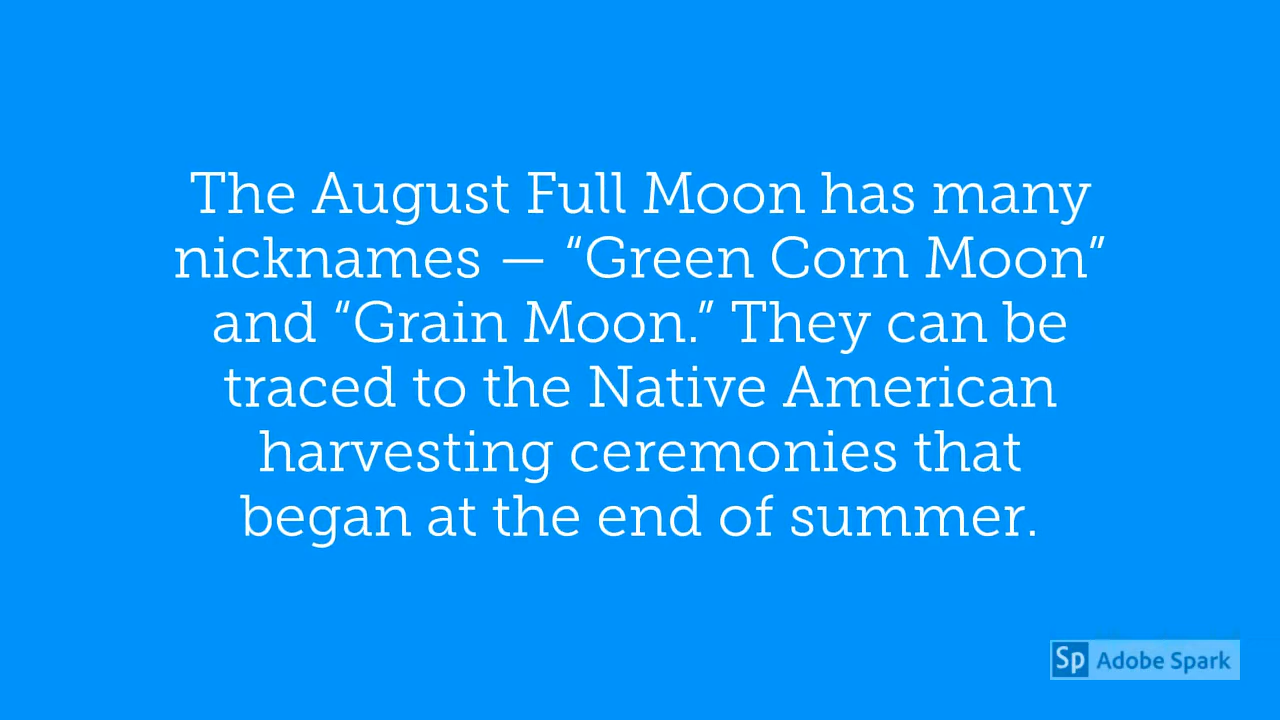 The August Full Moon has many
nicknames — “Green Corn Moon”
and “Grain Moon.” They can be
traced to the Native American
harvesting ceremonies that
began at the end of summer.
Sp Adobe Spark